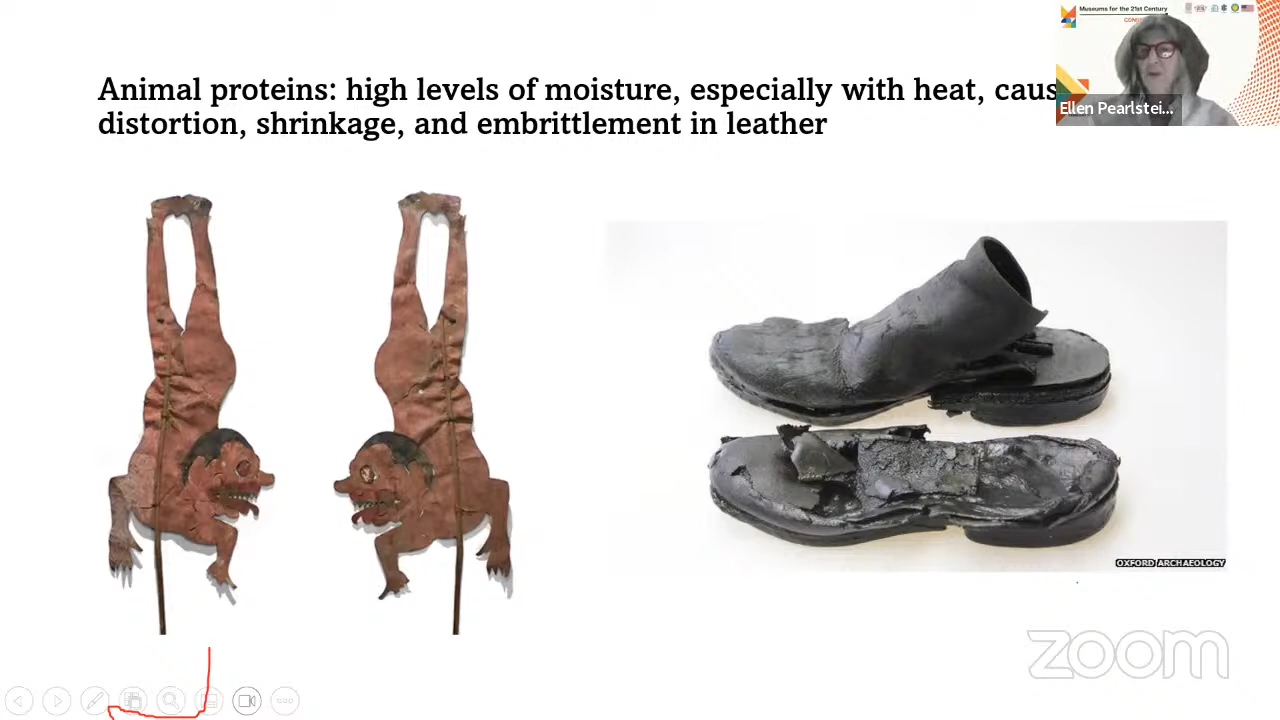 Museums for the 21st Century
Animal proteins: high levels of moisture, especially with heat, caus
distortion, shrinkage, and embrittlement in leather
Ellen Pearlstei...
OXFORD ARCHAEOLOGY
zoom